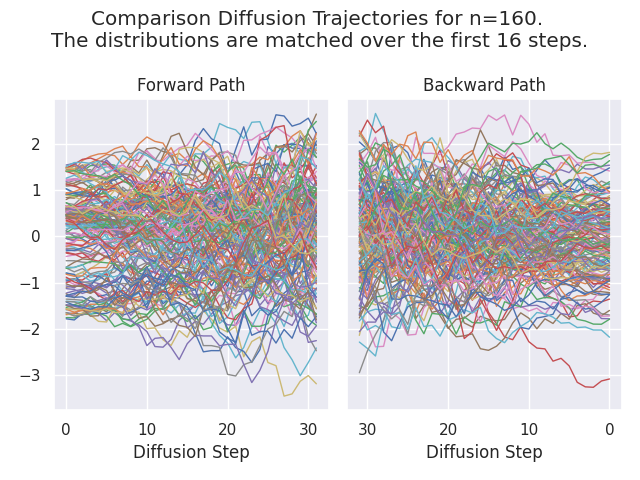 Comparison Diffusion Trajectories for n=160.
The distributions are matched over the first 16 steps.
Forward Path
Backward Path
2
1
0
−1
−2
−3
0 10 20 30
30 20 10 0
Diffusion Step
Diffusion Step